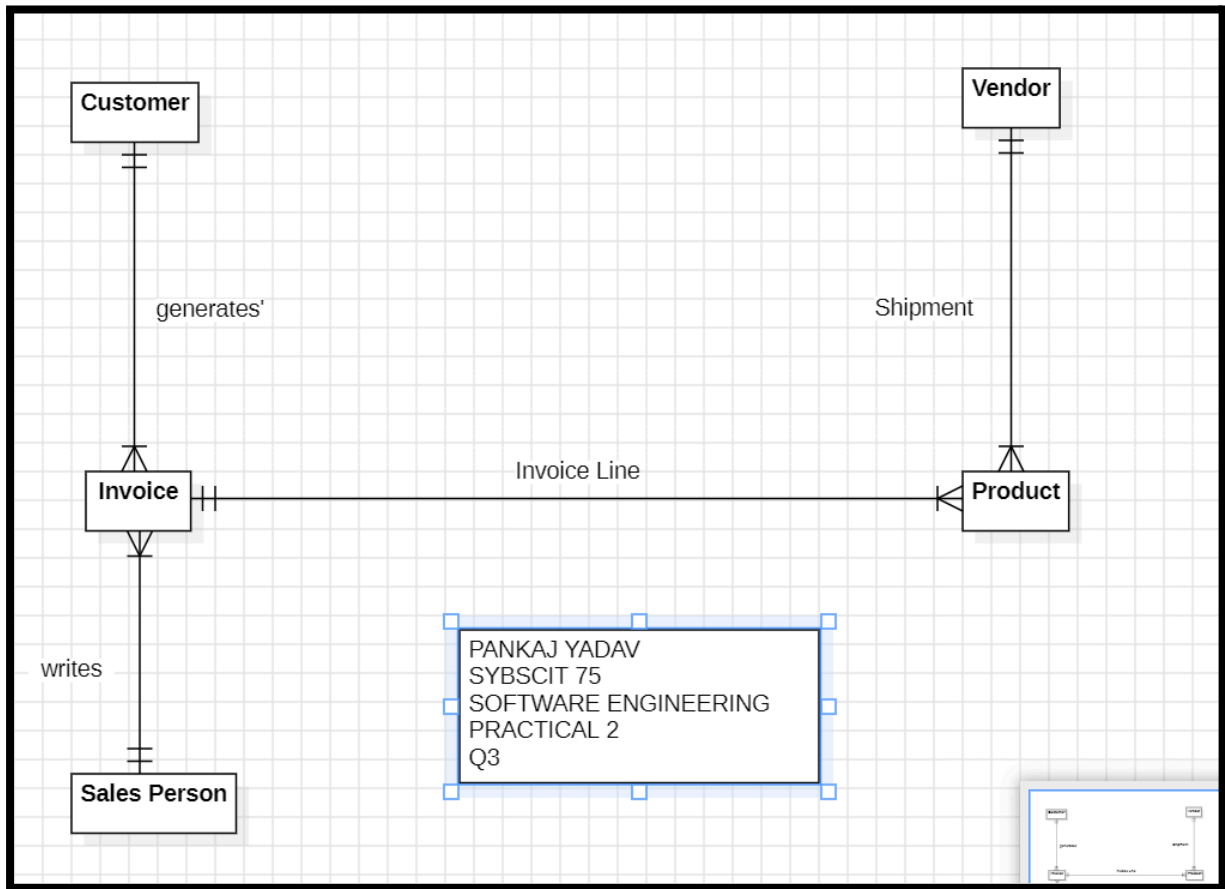 Customer
Vendor
generates'
Shipment
Invoice Line
Invoice
Product
writes
PANKAJ YADAV
SYBSCIT 75
SOFTWARE ENGINEERING
PRACTICAL 2
Q3
Sales Person